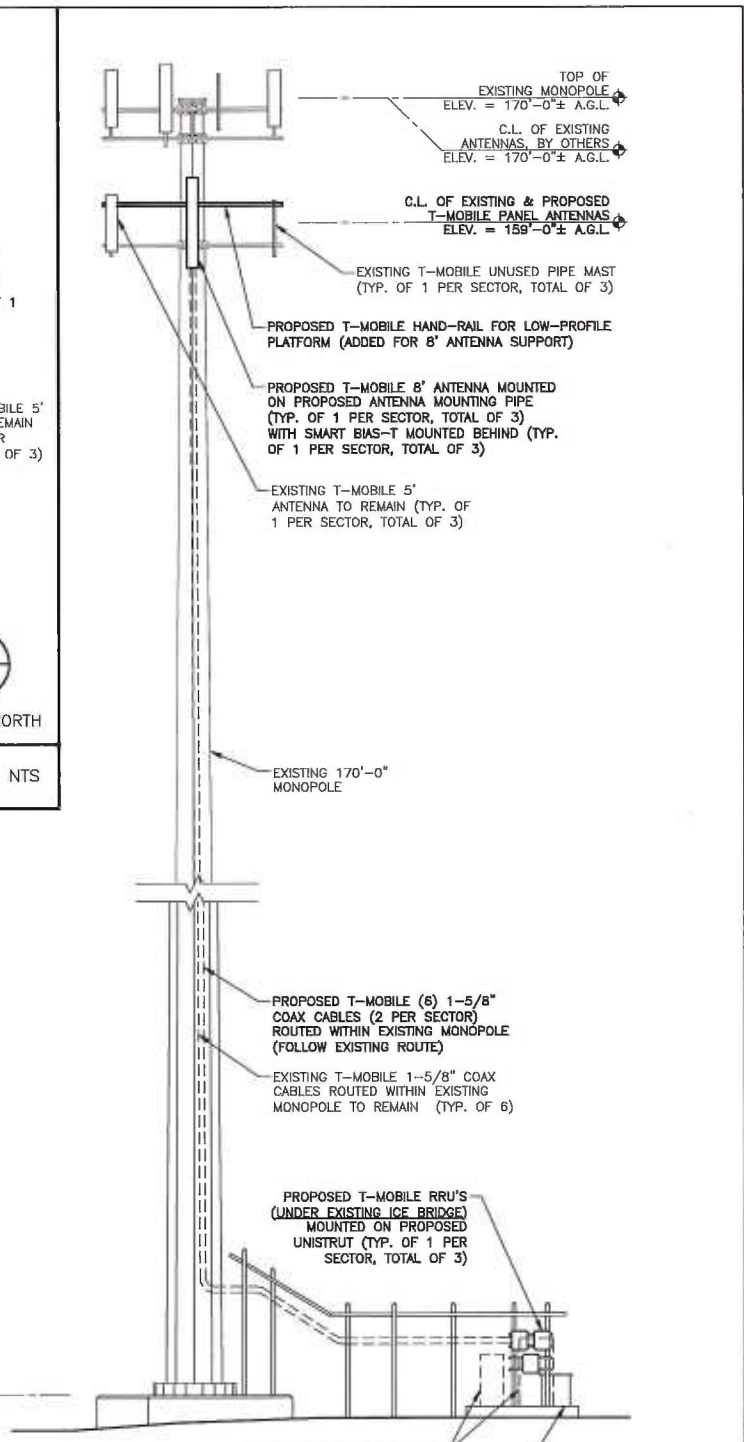 TOP OF
EXISTING MONOPOLE
ELEV. = 170'-0"± A.G.L.
C.L. OF EXISTING
ANTENNAS, BY OTHERS
ELEV. = 170'-0"± A.G.L.
C.L. OF EXISTING & PROPOSED
T-MOBILE PANEL ANTENNAS
ELEV. = 159'-0"± A.G.L.
EXISTING T-MOBILE UNUSED PIPE MAST
(TYP. OF 1 PER SECTOR, TOTAL OF 3)
PROPOSED T-MOBILE HAND-RAIL FOR LOW-PROFILE
PLATFORM (ADDED FOR 8' ANTENNA SUPPORT)
PROPOSED T-MOBILE 8' ANTENNA MOUNTED
ON PROPOSED ANTENNA MOUNTING PIPE
(TYP. OF 1 PER SECTOR, TOTAL OF 3)
WITH SMART BIAS-T MOUNTED BEHIND (TYP.
OF 1 PER SECTOR, TOTAL OF 3)
EXISTING T-MOBILE 5'
ANTENNA TO REMAIN (TYP. OF
1 PER SECTOR, TOTAL OF 3)
1
BILE 5'
EMAIN
R
OF 3)
ORTH
NTS
EXISTING 170'-0"
MONOPOLE
PROPOSED T-MOBILE (6) 1-5/8"
COAX CABLES (2 PER SECTOR)
ROUTED WITHIN EXISTING MONOPOLE
(FOLLOW EXISTING ROUTE)
EXISTING T-MOBILE 1-5/8" COAX
CABLES ROUTED WITHIN EXISTING
MONOPOLE TO REMAIN (TYP. OF 6)
PROPOSED T-MOBILE RRU'S
(UNDER EXISTING ICE BRIDGE)
MOUNTED ON PROPOSED
UNISTRUT (TYP. OF 1 PER
SECTOR, TOTAL OF 3)